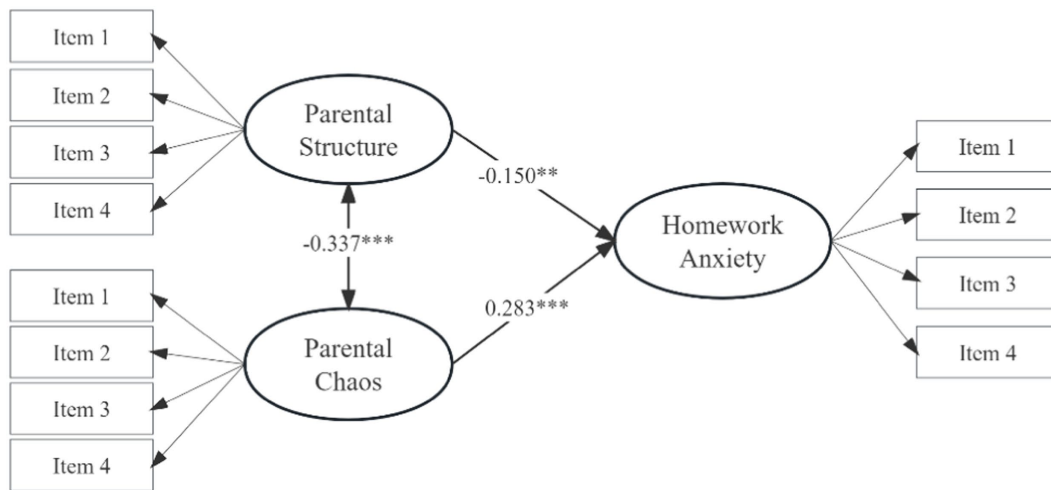 Item 1
Item 2
Item 3
Item 4
Parental
Structure
-0.150**
-0.337***
Item 1
Item 2
Item 3
Item 4
Parental
Chaos
0.283***
Homework
Anxiety
Item 1
Item 2
Item 3
Item 4